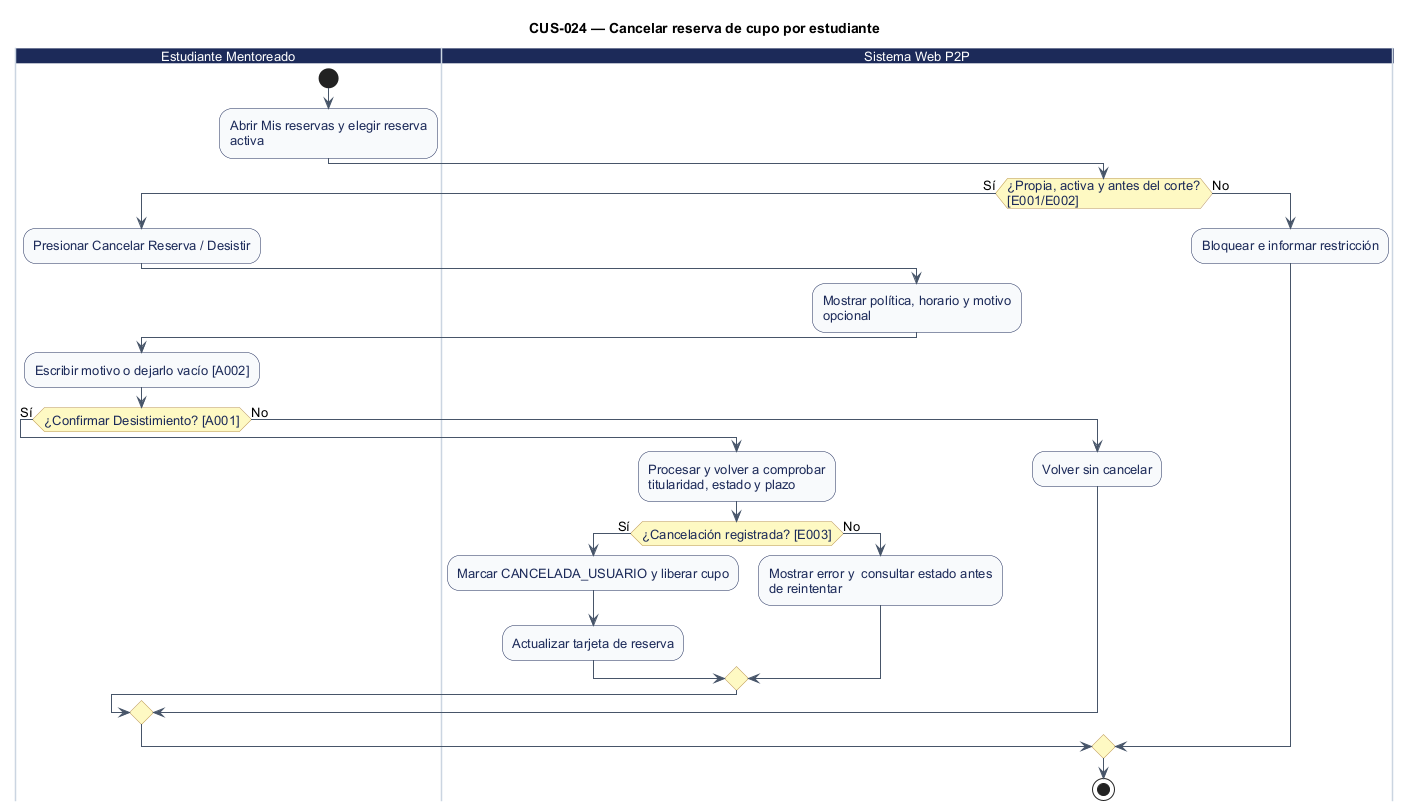 CUS-024 — Cancelar reserva de cupo por estudiante
Estudiante Mentoreado
Sistema Web P2P
Abrir Mis reservas y elegir reserva
activa
¿Propia, activa y antes del corte?
[E001/E002]
Sí
No
Presionar Cancelar Reserva / Desistir
Bloquear e informar restricción
Mostrar política, horario y motivo
opcional
Escribir motivo o dejarlo vacío [A002]
Sí
¿Confirmar Desistimiento? [A001]
No
Procesar y volver a comprobar
titularidad, estado y plazo
Volver sin cancelar
Sí
¿Cancelación registrada? [E003]
No
Marcar CANCELADA_USUARIO y liberar cupo
Mostrar error y  consultar estado antes
de reintentar
Actualizar tarjeta de reserva